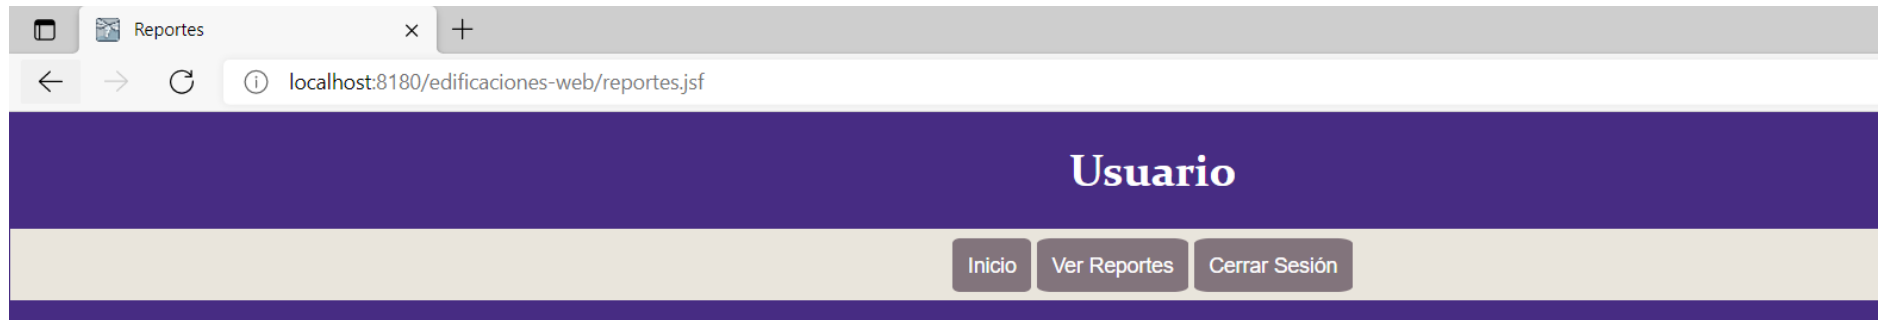 Reportes
localhost:8180/edificaciones-web/reportes.jsf
Usuario
Inicio Ver Reportes Cerrar Sesión